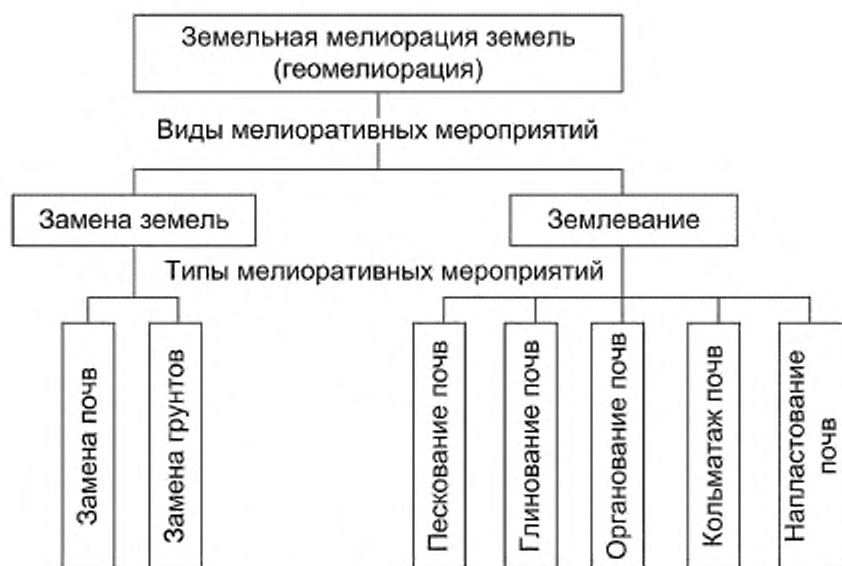 Земельная мелиорация земель
(геомелиорация)
Виды мелиоративных мероприятий
Замена земель
Землевание
Типы мелиоративных мероприятий
Замена почв
Замена грунтов
Пескование почв
Глинование почв
Органование почв
Кольматаж почв
Напластование
почв